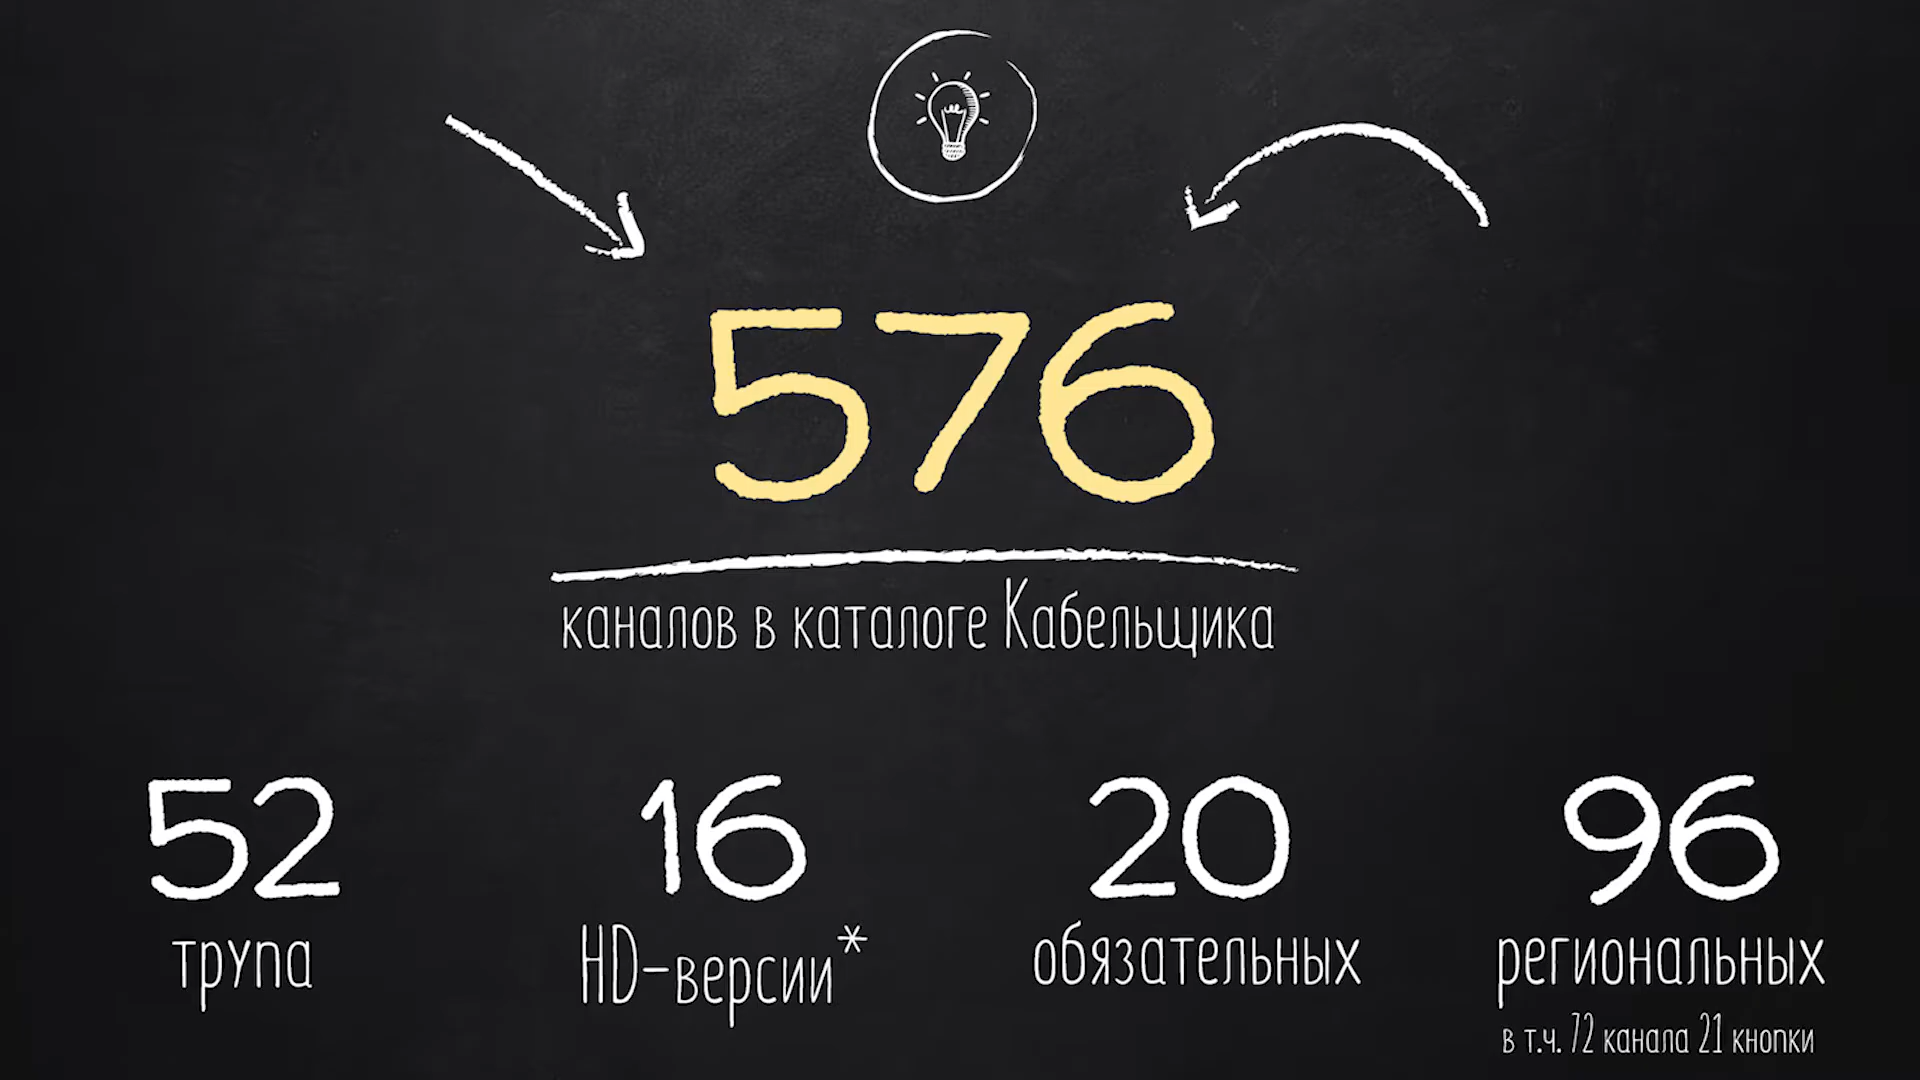 576
каналов в каталоге Кабельщика
52
трупа
16
HD-версии*
20
обязательных
96
региональных
в т.ч. 72 канала 21 кнопки